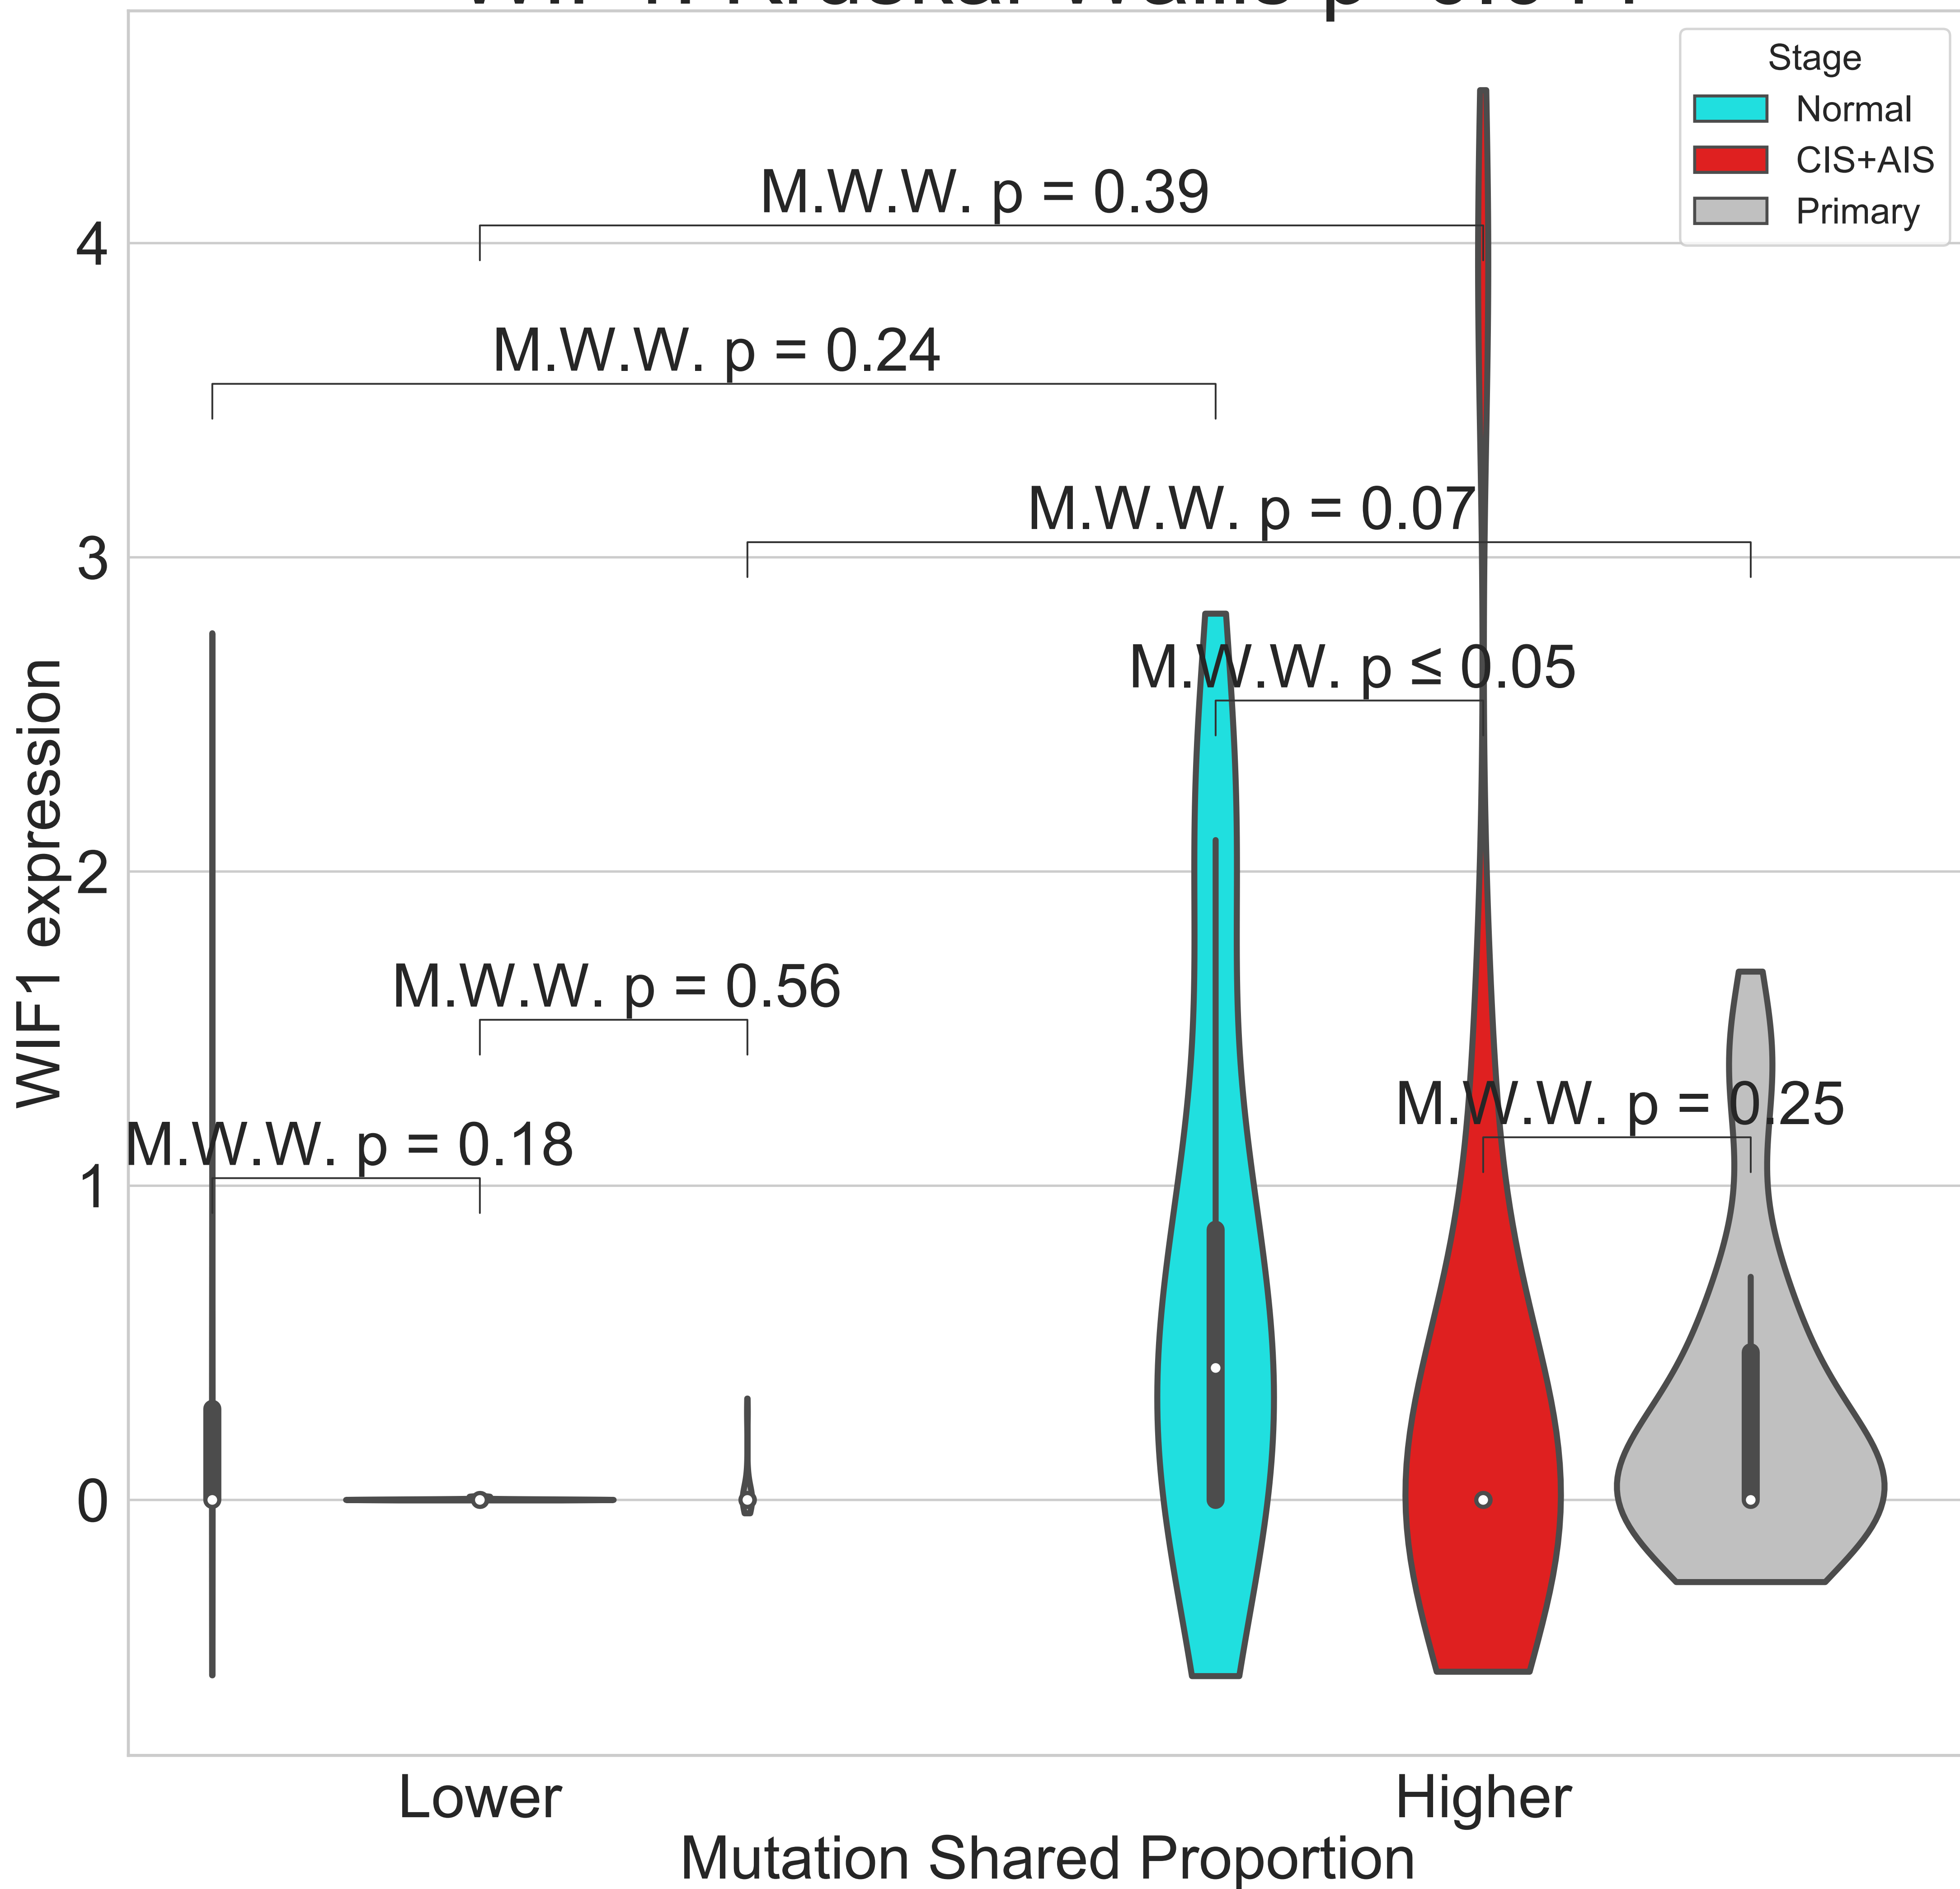 Stage
Normal
CIS+AIS
Primary
M.W.W. p = 0.39
M.W.W. p = 0.24
M.W.W. p = 0.07
M.W.W. p ≤ 0.05
M.W.W. p = 0.56
M.W.W. p = 0.25
M.W.W. p = 0.18
4
3
2
1
0
WIF1 expression
Lower
Higher
Mutation Shared Proportion